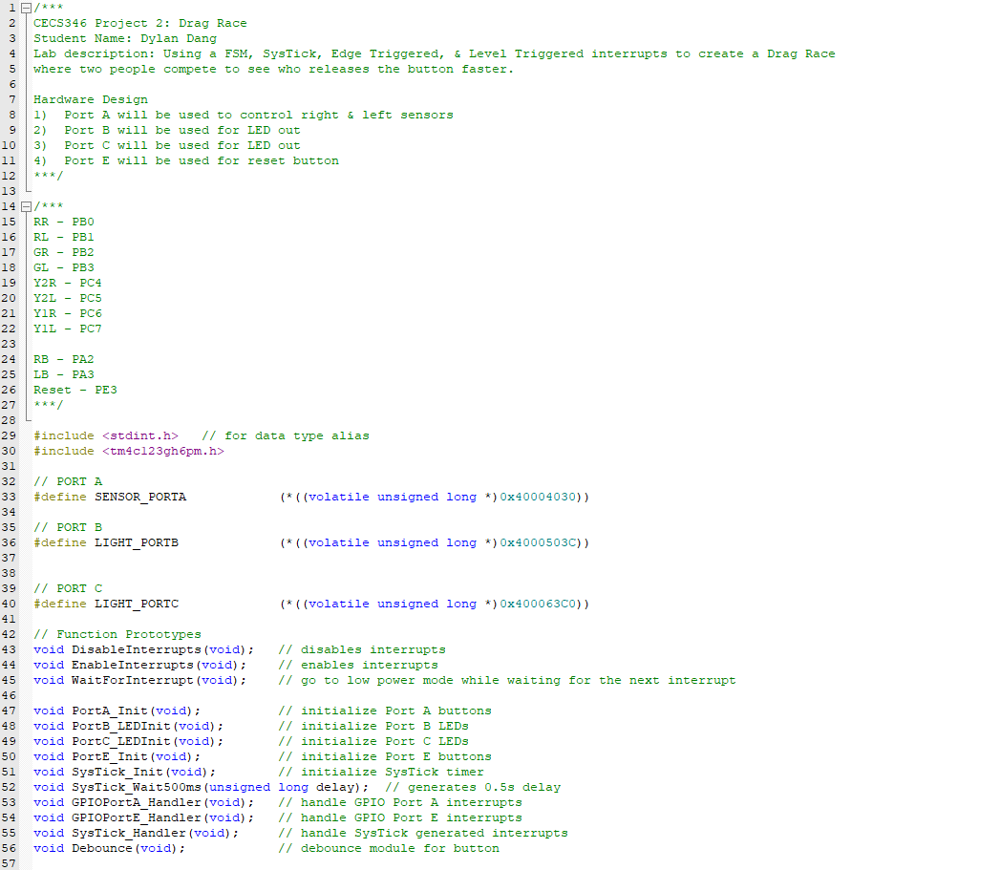 1 /***
2 CECS346 Project 2: Drag Race
3 Student Name: Dylan Dang
4 Lab description: Using a FSM, SysTick, Edge Triggered, & Level Triggered interrupts to create a Drag Race
5 where two people compete to see who releases the button faster.
6
7 Hardware Design
8 1)  Port A will be used to control right & left sensors
9 2)  Port B will be used for LED out
10 3)  Port C will be used for LED out
11 4)  Port E will be used for reset button
12 ***/
13
14 /***
15 RR - PB0
16 RL - PB1
17 GR - PB2
18 GL - PB3
19 Y2R - PC4
20 Y2L - PC5
21 Y1R - PC6
22 Y1L - PC7
23
24 RB - PA2
25 LB - PA3
26 Reset - PE3
27 ***/
28
29 #include <stdint.h>   // for data type alias
30 #include <tm4c123gh6pm.h>
31
32 // PORT A
33 #define SENSOR_PORTA            (*((volatile unsigned long *)0x40004030))
34
35 // PORT B
36 #define LIGHT_PORTB             (*((volatile unsigned long *)0x4000503C))
37
38
39 // PORT C
40 #define LIGHT_PORTC             (*((volatile unsigned long *)0x400063C0))
41
42 // Function Prototypes
43 void DisableInterrupts(void);   // disables interrupts
44 void EnableInterrupts(void);    // enables interrupts
45 void WaitForInterrupt(void);    // go to low power mode while waiting for the next interrupt
46
47 void PortA_Init(void);          // initialize Port A buttons
48 void PortB_LEDInit(void);       // initialize Port B LEDs
49 void PortC_LEDInit(void);       // initialize Port C LEDs
50 void PortE_Init(void);          // initialize Port E buttons
51 void SysTick_Init(void);        // initialize SysTick timer
52 void SysTick_Wait500ms(unsigned long delay);  // generates 0.5s delay
53 void GPIOPortA_Handler(void);   // handle GPIO Port A interrupts
54 void GPIOPortE_Handler(void);   // handle GPIO Port E interrupts
55 void SysTick_Handler(void);     // handle SysTick generated interrupts
56 void Debounce(void);            // debounce module for button
57